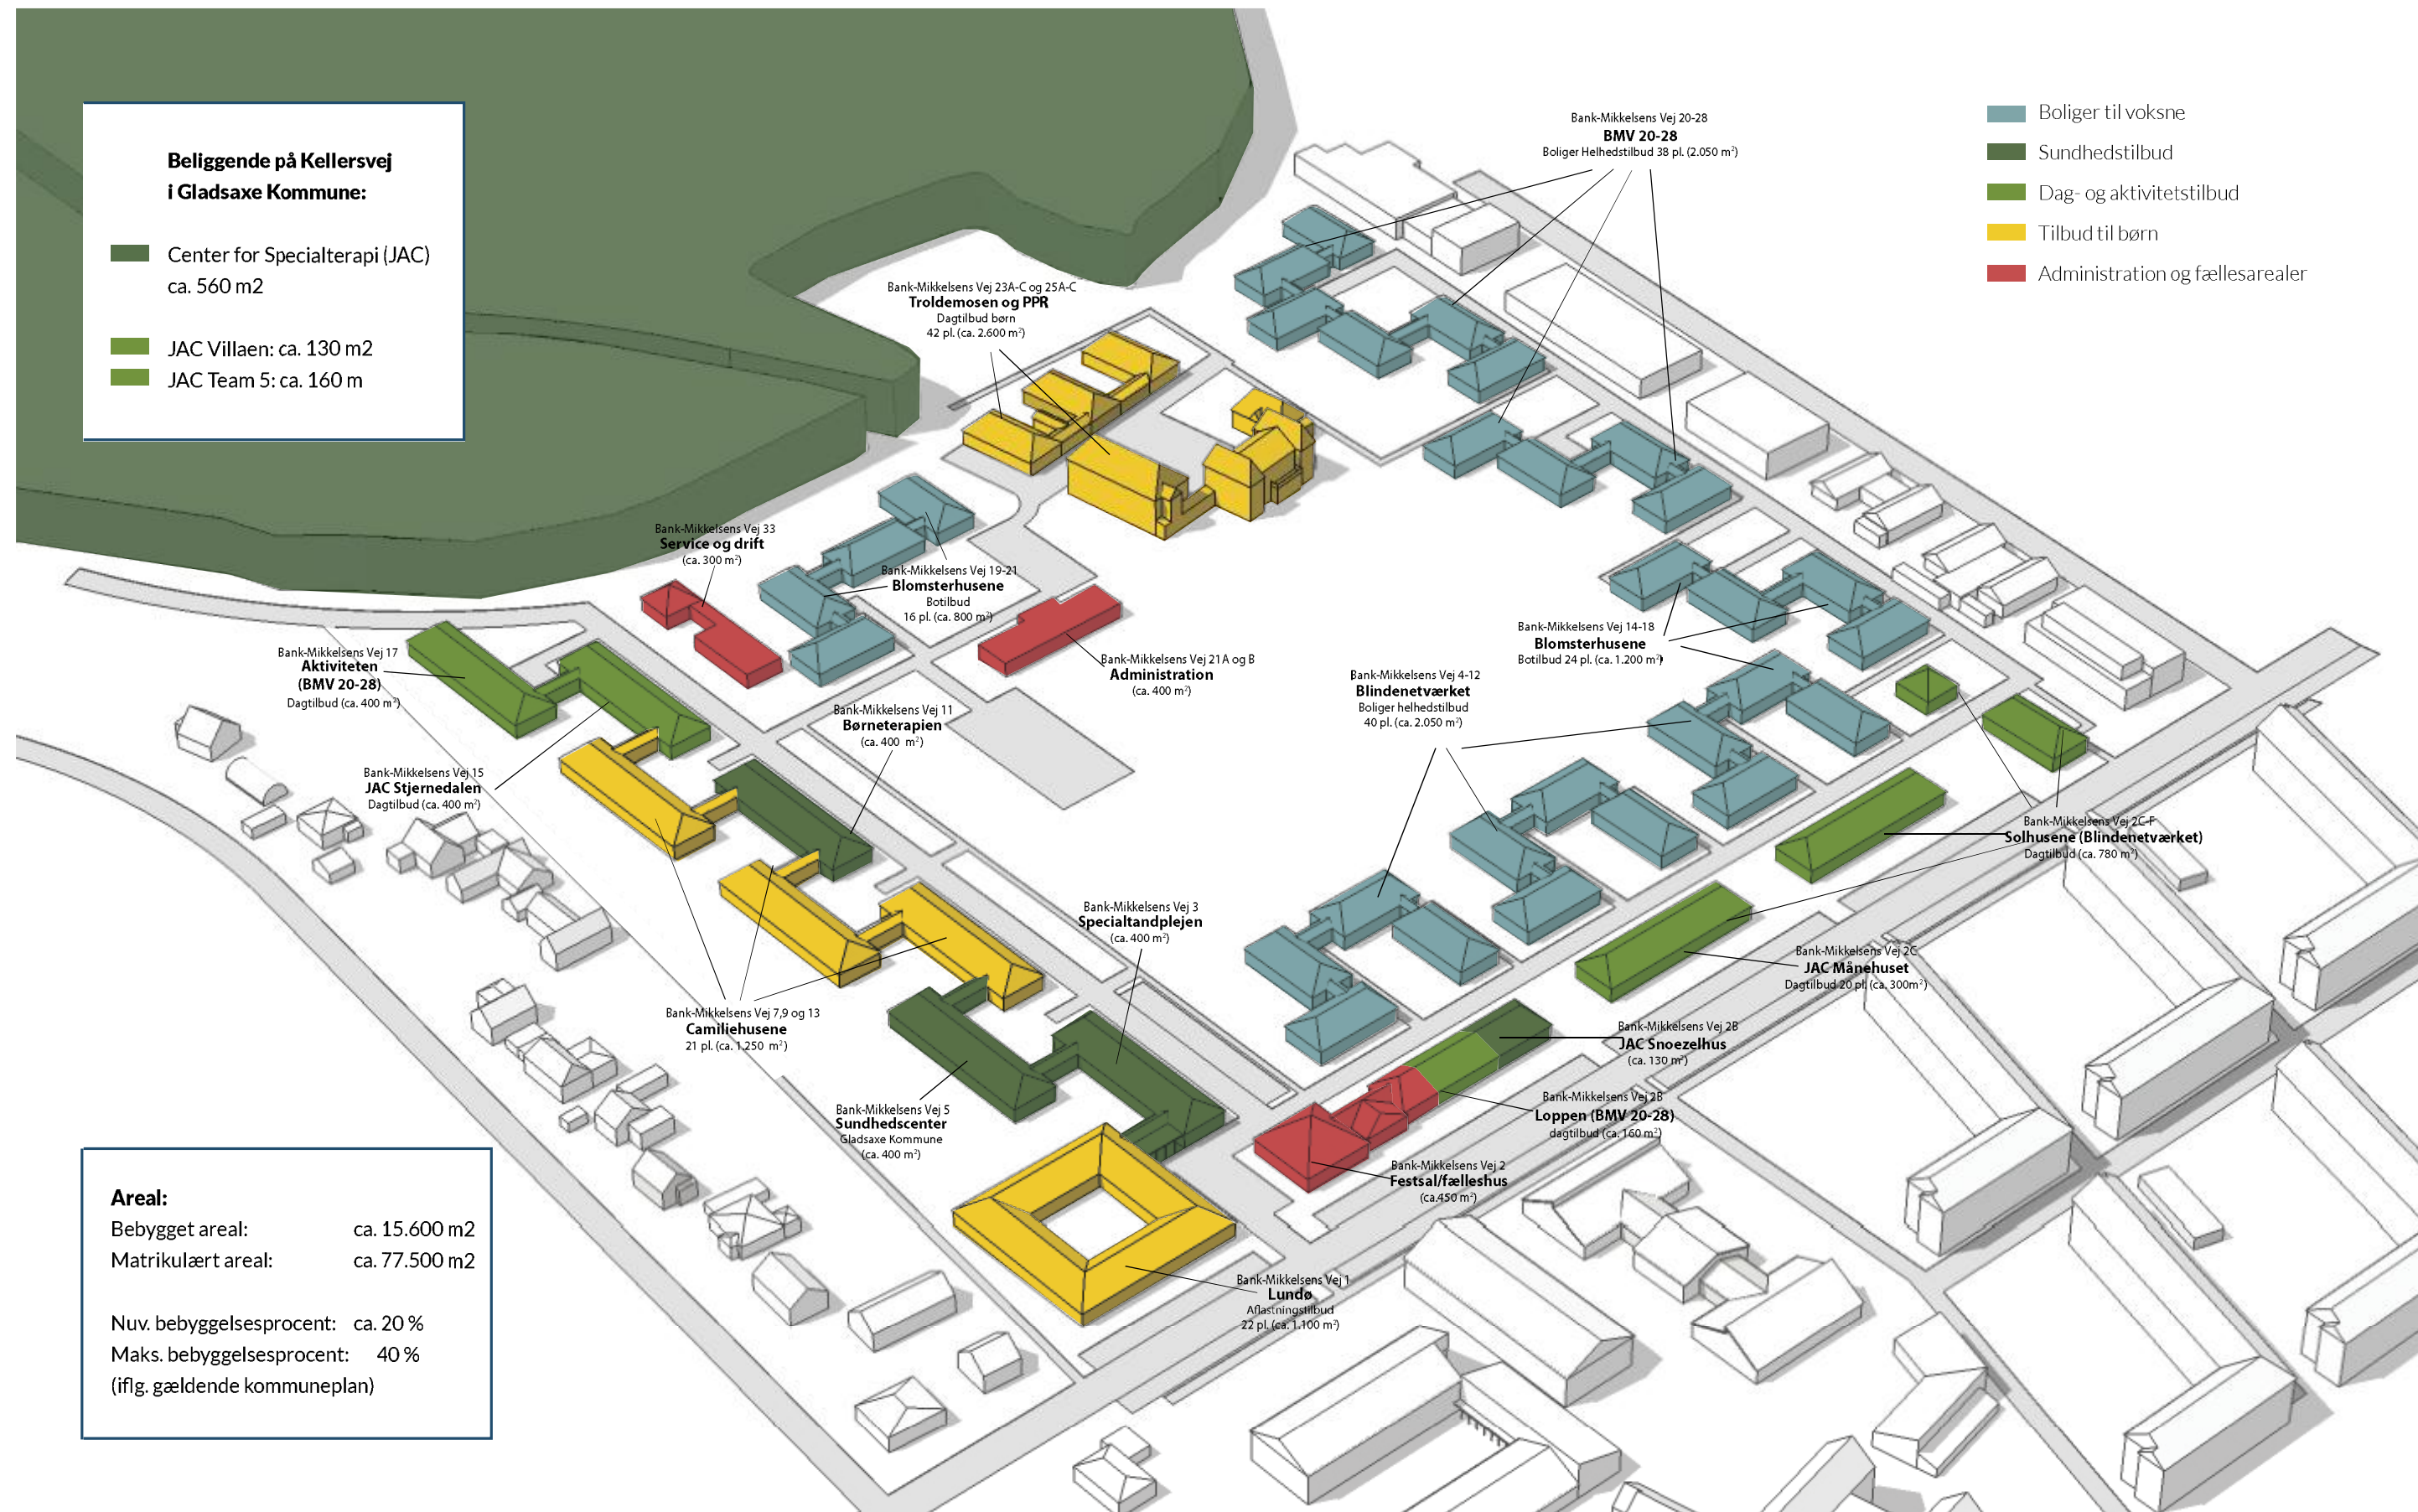 Beliggende på Kellersvej
i Gladsaxe Kommune:
Center for Specialterapi (JAC)
ca. 560 m2
JAC Villaen: ca. 130 m2
JAC Team 5: ca. 160 m
Boliger til voksne
Sundhedstilbud
Dag- og aktivitetstilbud
Tilbud til børn
Administration og fællesarealer
Bank-Mikkelsens Vej 20-28
BMV 20-28
Boliger Helhedstilbud 38 pl. (2.050 m²)
Bank-Mikkelsens Vej 23A-C og 25A-C
Troldemosen og PPR
Dagtilbud børn
42 pl. (ca. 2.600 m²)
Bank-Mikkelsens Vej 33
Service og drift
(ca. 300 m²)
Bank-Mikkelsens Vej 19-21
Blomsterhusene
Botilbud
16 pl. (ca. 800 m²)
Bank-Mikkelsens Vej 21A og B
Administration
(ca. 400 m²)
Bank-Mikkelsens Vej 14-18
Blomsterhusene
Botilbud 24 pl. (ca. 1.200 m²)
Bank-Mikkelsens Vej 17
Aktiviteten
(BMV 20-28)
Dagtilbud (ca. 400 m²)
Bank-Mikkelsens Vej 4-12
Blindenetværket
Boliger helhedstilbud
40 pl. (ca. 2.050 m²)
Bank-Mikkelsens Vej 11
Børneterapien
(ca. 400 m²)
Bank-Mikkelsens Vej 15
JAC Stjernedalen
Dagtilbud (ca. 400 m²)
Bank-Mikkelsens Vej 2C-F
Solhusene (Blindenetværket)
Dagtilbud (ca. 780 m²)
Bank-Mikkelsens Vej 3
Specialtandplejen
(ca. 400 m²)
Bank-Mikkelsens Vej 2C
JAC Månehuset
Dagtilbud 20 pl. (ca. 300m²)
Bank-Mikkelsens Vej 7,9 og 13
Camiliehusene
21 pl. (ca. 1.250 m²)
Bank-Mikkelsens Vej 2B
JAC Snoezelhus
(ca. 130 m²)
Bank-Mikkelsens Vej 2B
Loppen (BMV 20-28)
dagtilbud (ca. 160 m²)
Bank-Mikkelsens Vej 5
Sundhedscenter
Gladsaxe Kommune
(ca. 400 m²)
Bank-Mikkelsens Vej 2
Festsal/fælleshus
(ca.450 m²)
Bank-Mikkelsens Vej 1
Lundø
Aflastningstilbud
22 pl. (ca. 1.100 m²)
Areal:
Bebygget areal: ca. 15.600 m2
Matrikulært areal: ca. 77.500 m2
Nuv. bebyggelsesprocent: ca. 20 %
Maks. bebyggelsesprocent: 40 %
(iflg. gældende kommuneplan)